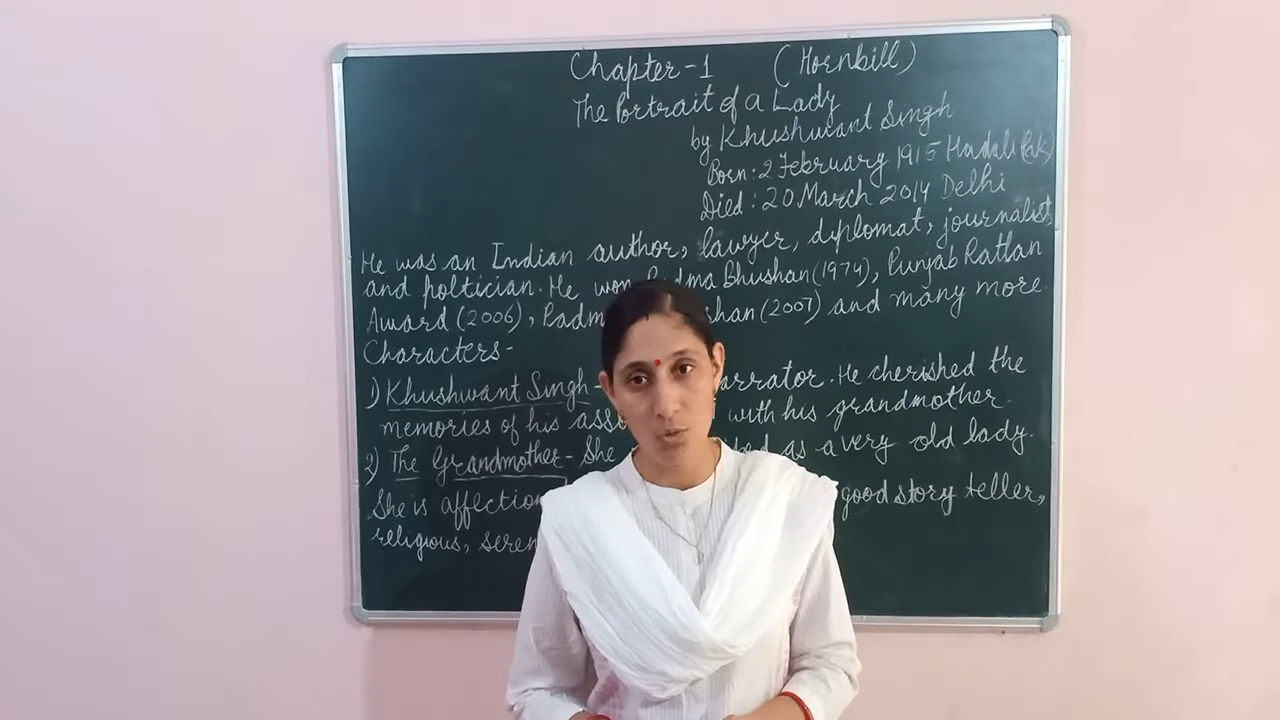 Chapter-1 (Hornbill)
The Portrait of a Lady
by Khushwant Singh
Born: 2 February 1915 Hadali (Pak)
Died: 20 March 2014 Delhi
He was an Indian author, lawyer, diplomat, journalist,
and poltician. He won Padma Bhushan (1974), Punjab Rattan
Award (2006), Padm shan (2007) and many more
Characters-
1) Khushwant Singh- arrator. He cherished the
memories of his asso with his grandmother.
2) The Grandmother- She as a very old lady.
She is affection good story teller,
religious, seren